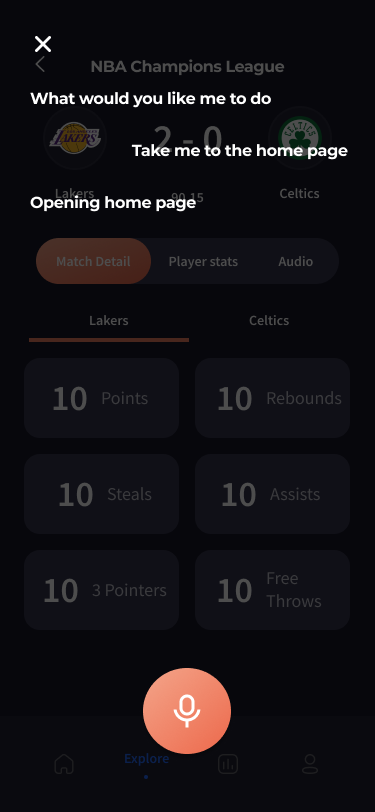 NBA Champions League
What would you like me to do
LAKERS
2 - 0
CELTICS
Take me to the home page
Lakers
90.15
Celtics
Opening home page
Match Detail Player stats Audio
Lakers Celtics
10 Points 10 Rebounds
10 Steals 10 Assists
10 3 Pointers 10 Free
Throws
Explore